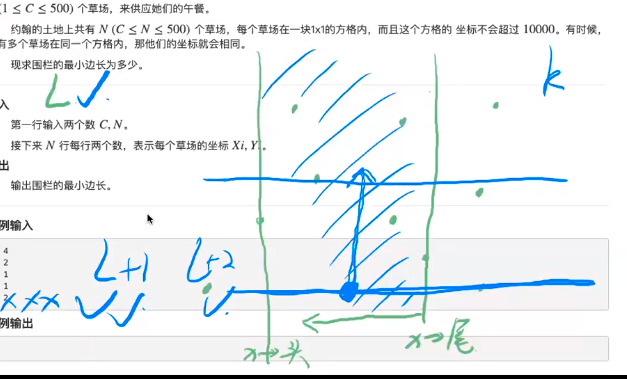 (1 ≤ C ≤ 500) 个草场，来供应她们的午餐。
约翰的土地上共有 N (C ≤ N ≤ 500) 个草场，每个草场在一块1x1的方格内，而且这个方格的 坐标不会超过 10000。有时候，
有多个草场在同一个方格内，那他们的坐标就会相同。
现求围栏的最小边长为多少。
k
L
入
第一行输入两个数 C, N。
接下来 N 行每行两个数，表示每个草场的坐标 Xi, Y 。
出
输出围栏的最小边长。
例输入
4
2
1
1
2
L+1 L+2
x x x
例输出
x→头 x→尾